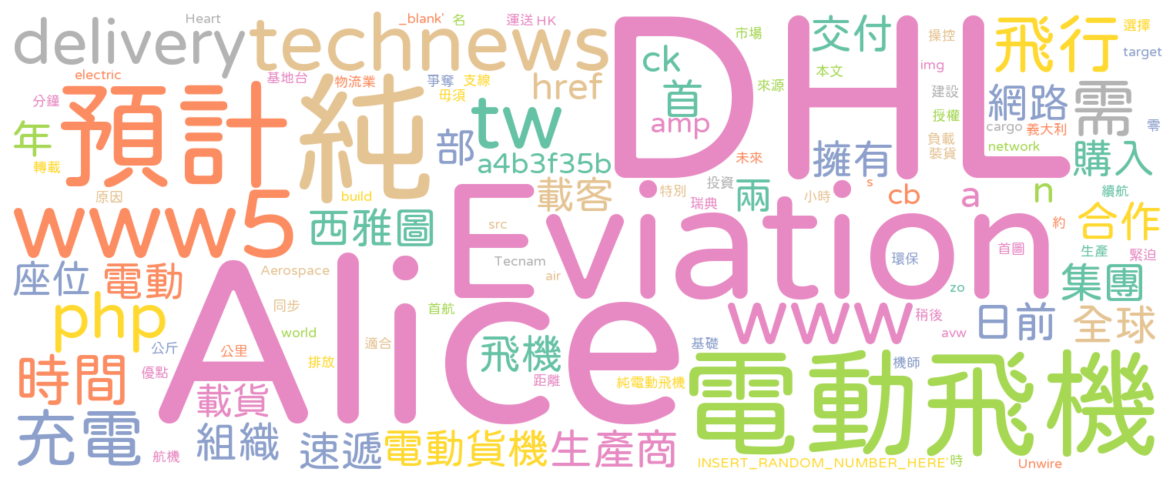 Heart
_blank'
名
運送
HK
市場
選擇
delivery
technews
DHL
交付
飛行
操控
target
electric
基地台
物流業
爭奪
支線
ck
本文
img
毋須
href
來源
分鐘
預計
純
首
網路
需
建設
零
年
tw
amp
授權
cargo
義大利
部
擁有
負載
network
轉載
a4b3f35b
未來
裝貨
購入
原因
build
載客
特別
投資
兩
小時
s
cb
a
n
續航
www5
西雅圖
Eviation
瑞典
約
合作
src
首圖
生產
緊迫
座位
電動
Aerospace
Tecnam
air
環保
zo
集團
php
同步
首航
Alice
www
稍後
日前
全球
world
avw
公斤
公里
適合
飛機
基礎
時間
優點
排放
距離
純電動飛機
電動飛機
機師
載貨
充電
組織
速遞
電動貨機
生產商
航機
INSERT_RANDOM_NUMBER_HERE'
時
Unwire